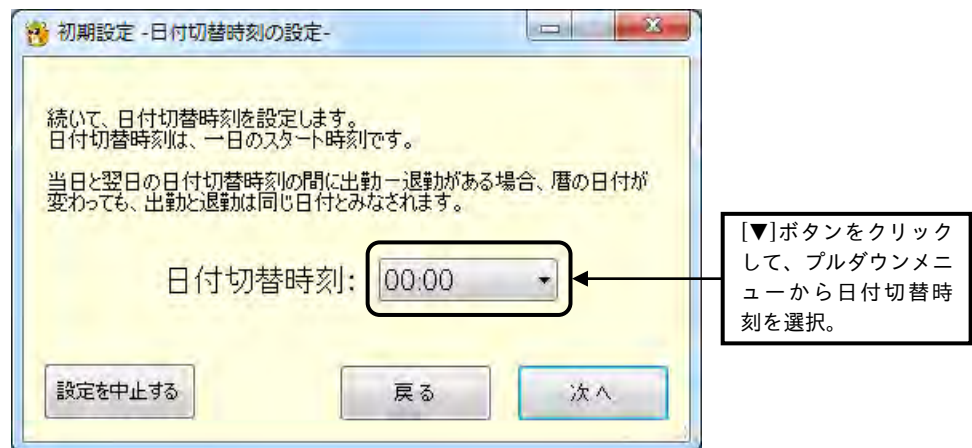 初期設定 -日付切替時刻の設定-
続いて、日付切替時刻を設定します。
日付切替時刻は、一日のスタート時刻です。
当日と翌日の日付切替時刻の間に出勤－退勤がある場合、暦の日付が
変わっても、出勤と退勤は同じ日付とみなされます。
日付切替時刻: 00:00
[▼]ボタンをクリック
して、プルダウンメニ
ューから日付切替時
刻を選択。
設定を中止する 戻る 次へ